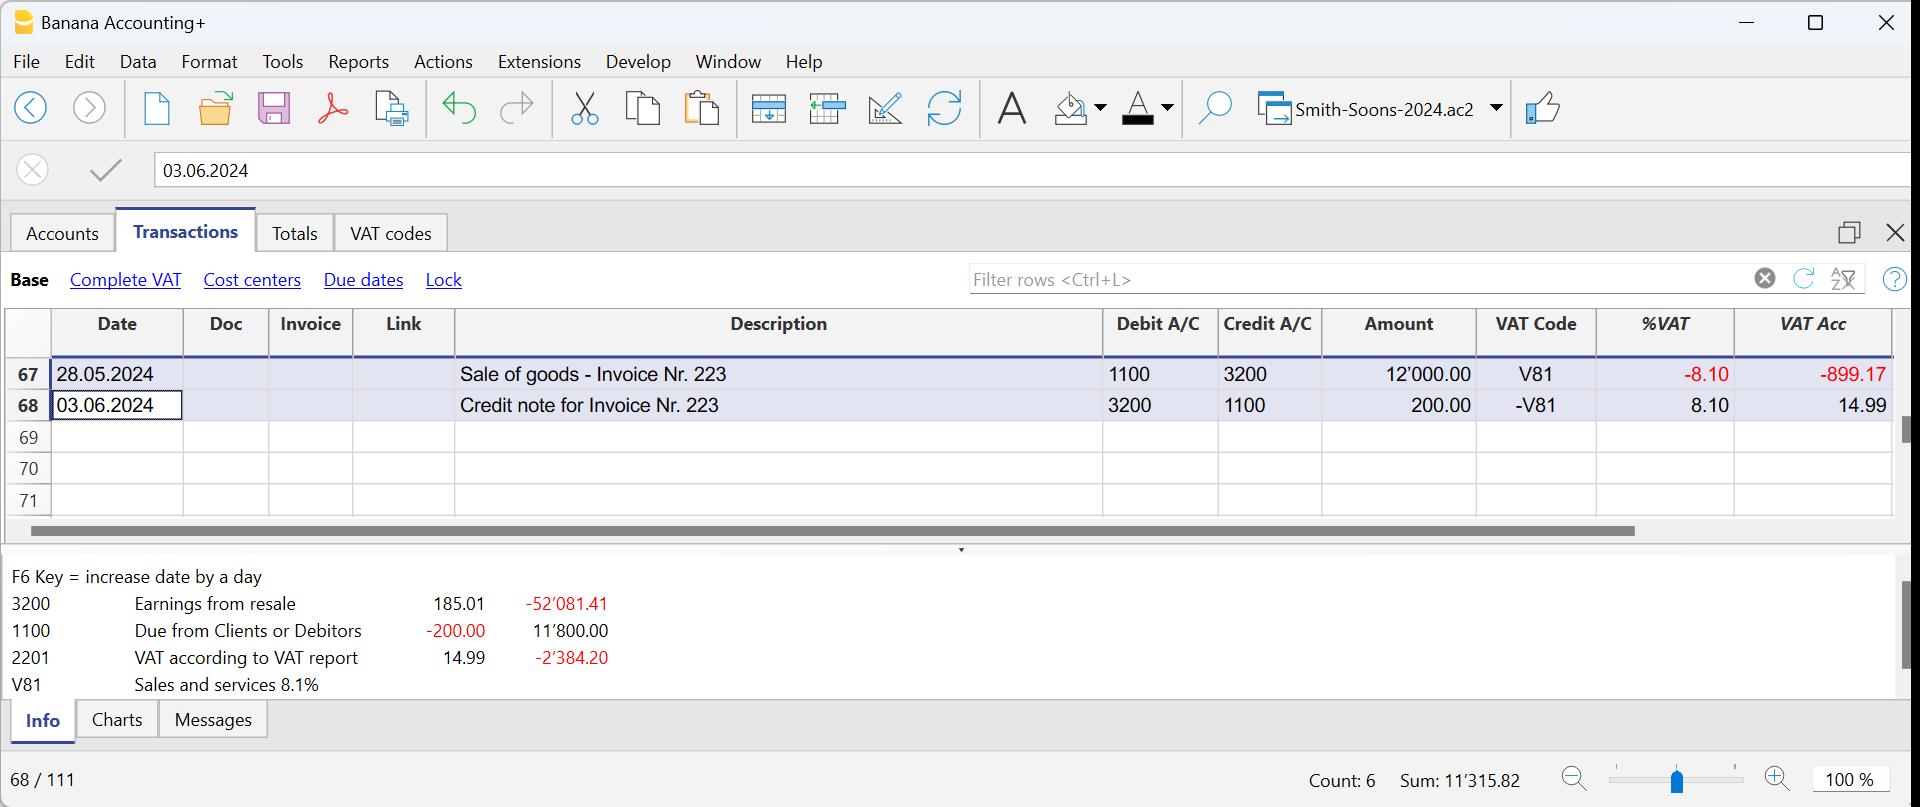 Banana Accounting+
File Edit Data Format Tools Reports Actions Extensions Develop Window Help
Smith-Soons-2024.ac2
03.06.2024
Accounts Transactions Totals VAT codes
Base Complete VAT Cost centers Due dates Lock Filter rows <Ctrl+L>
Date Doc Invoice Link Description Debit A/C Credit A/C Amount VAT Code %VAT VAT Acc
67 28.05.2024 Sale of goods - Invoice Nr. 223 1100 3200 12’000.00 V81 -8.10 -899.17
68 03.06.2024 Credit note for Invoice Nr. 223 3200 1100 200.00 -V81 8.10 14.99
69
70
71
F6 Key = increase date by a day
3200 Earnings from resale 185.01 -52’081.41
1100 Due from Clients or Debitors -200.00 11’800.00
2201 VAT according to VAT report 14.99 -2’384.20
V81 Sales and services 8.1%
Info Charts Messages
68 / 111 Count: 6 Sum: 11’315.82 100 %